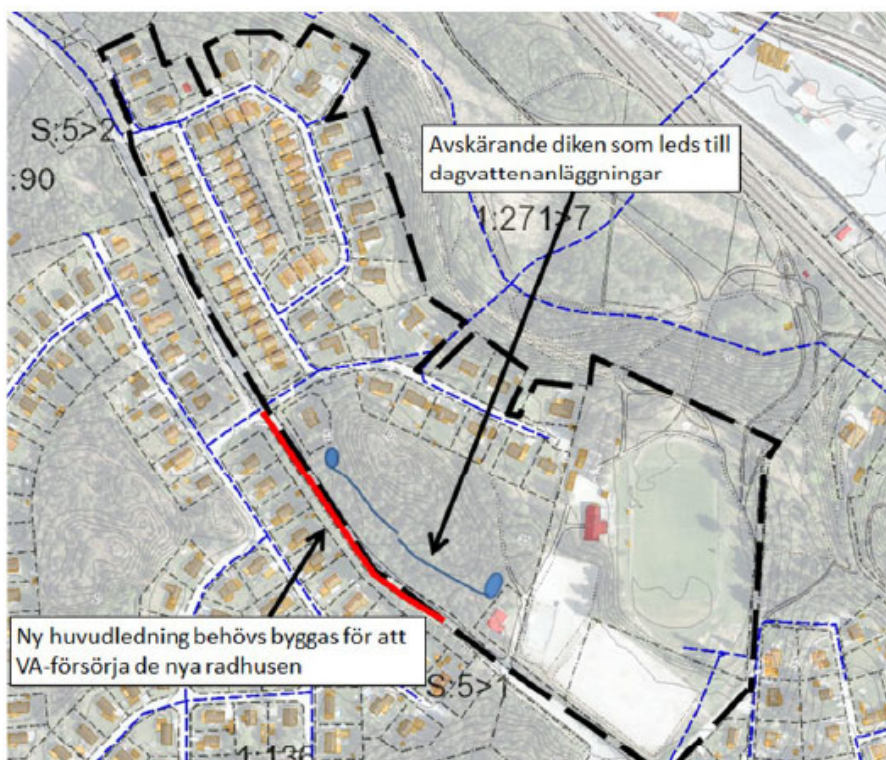 S:5>2
:90
Avskärande diken som leds till
dagvattenanläggningar
1:271>7
Ny huvudledning behövs byggas för att
VA-försörja de nya radhusen
S:5>1
1:136